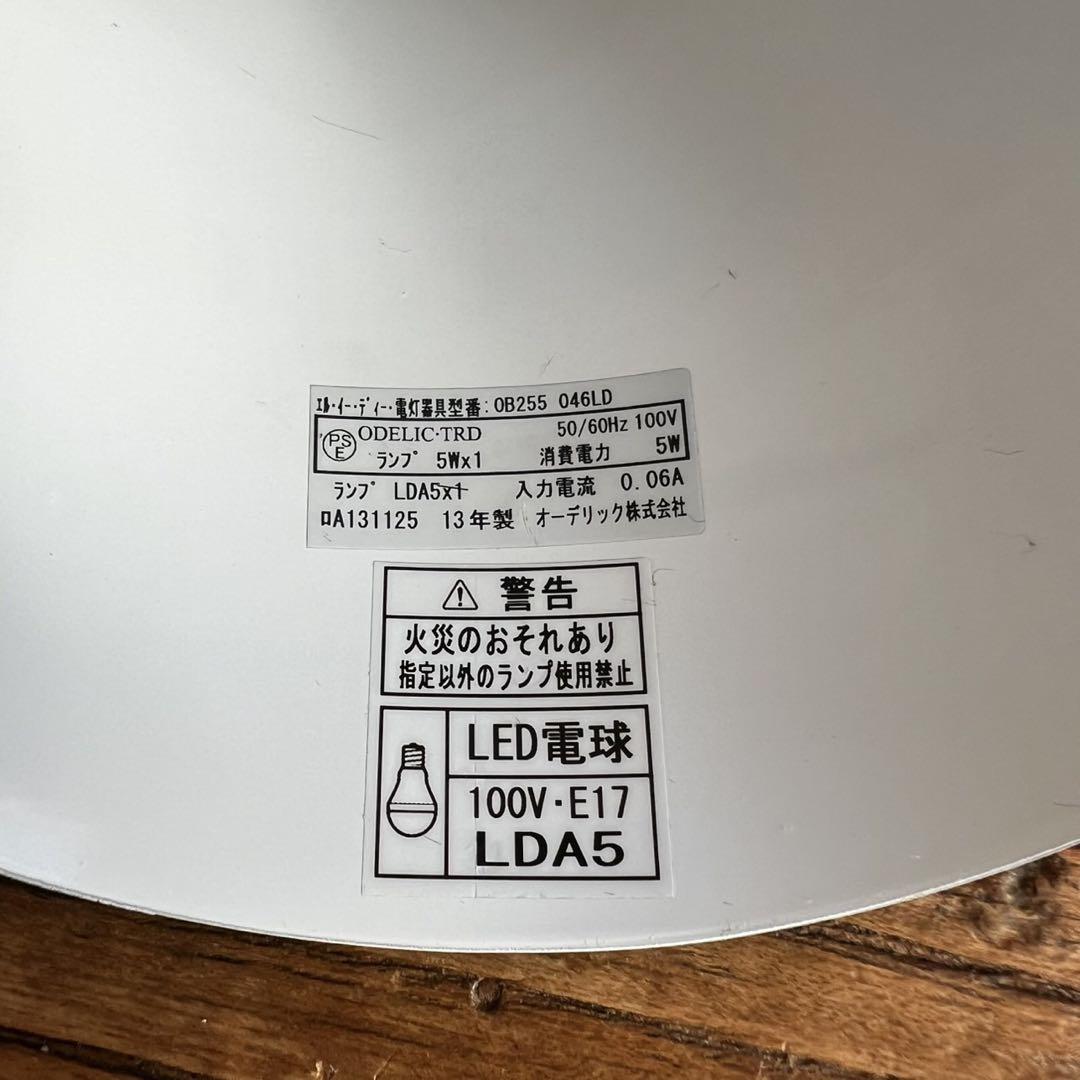 ｴﾙ･ｲｰ･ﾃﾞｨｰ･電灯器具型番:OB255 046LD
PSE ODELIC･TRD 50/60Hz 100V
ﾗﾝﾌﾟ 5Wx1 消費電力 5W
ﾗﾝﾌﾟ LDA5x1 入力電流 0.06A
ﾛA131125 13年製 オーデリック株式会社
⚠ 警告
火災のおそれあり
指定以外のランプ使用禁止
LED電球
100V･E17
LDA5